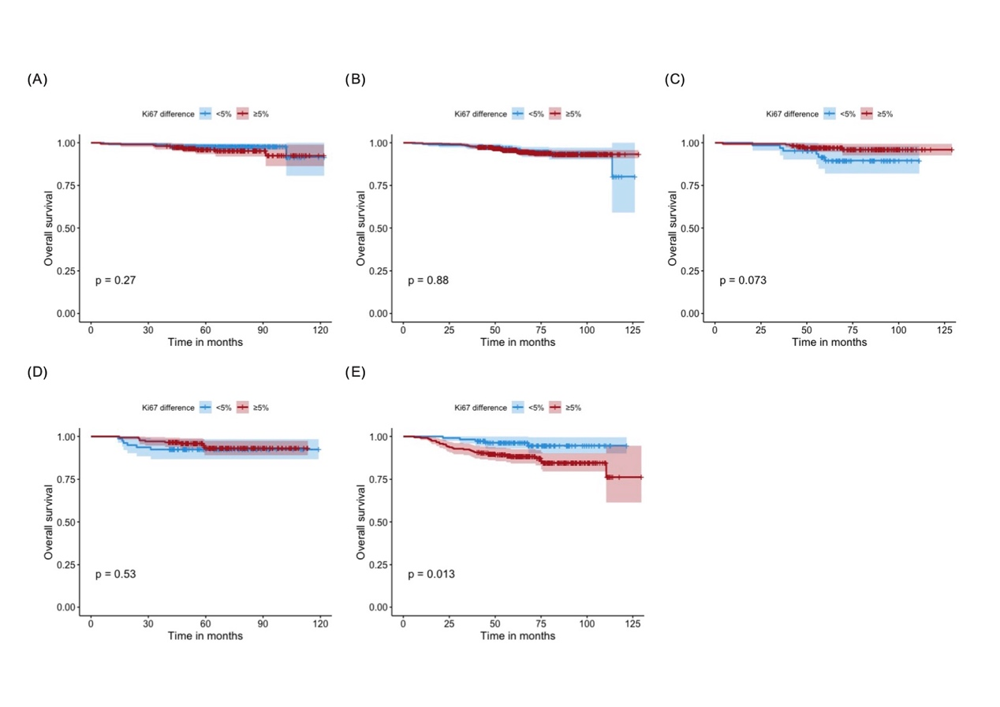 (A)
Ki67 difference <5% ≥5%
1.00
0.75
0.50
0.25
0.00
Overall survival
p = 0.27
0 30 60 90 120
Time in months
(B)
Ki67 difference <5% ≥5%
1.00
0.75
0.50
0.25
0.00
Overall survival
p = 0.88
0 25 50 75 100 125
Time in months
(C)
Ki67 difference <5% ≥5%
1.00
0.75
0.50
0.25
0.00
Overall survival
p = 0.073
0 25 50 75 100 125
Time in months
(D)
Ki67 difference <5% ≥5%
1.00
0.75
0.50
0.25
0.00
Overall survival
p = 0.53
0 30 60 90 120
Time in months
(E)
Ki67 difference <5% ≥5%
1.00
0.75
0.50
0.25
0.00
Overall survival
p = 0.013
0 25 50 75 100 125
Time in months